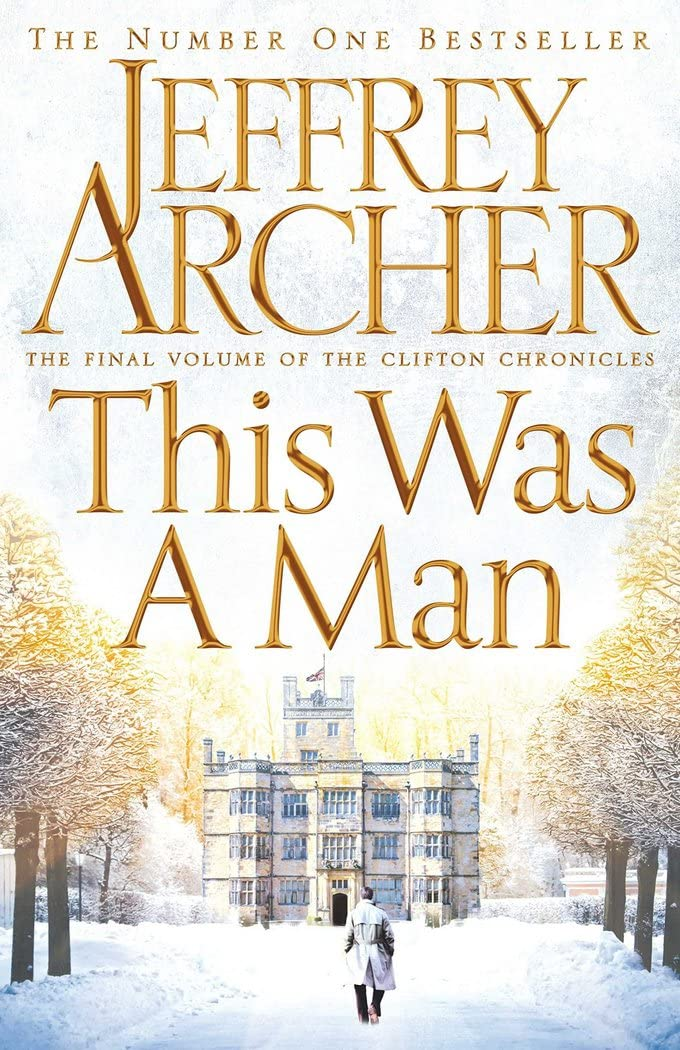 THE NUMBER ONE BESTSELLER
JEFFREY
ARCHER
THE FINAL VOLUME OF THE CLIFTON CHRONICLES
This Was
A Man